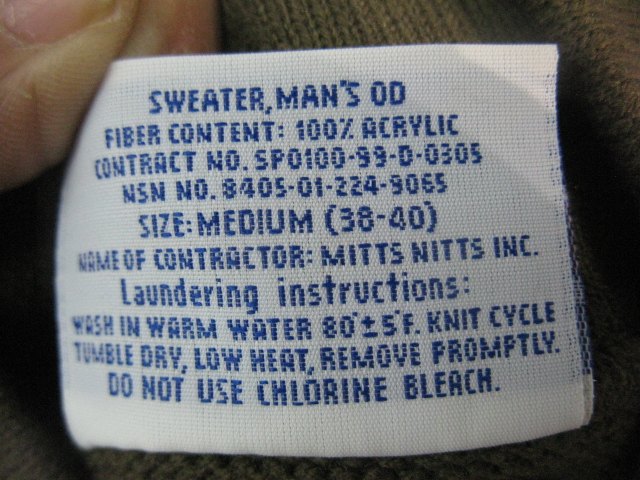 SWEATER, MAN'S OD
FIBER CONTENT: 100% ACRYLIC
CONTRACT NO. SPO100-99-D-0305
NSN NO. 8405-01-224-9065
SIZE: MEDIUM (38-40)
NAME OF CONTRACTOR: MITTS NITTS INC.
Laundering instructions:
WASH IN WARM WATER 80°±5°F. KNIT CYCLE
TUMBLE DRY, LOW HEAT, REMOVE PROMPTLY.
DO NOT USE CHLORINE BLEACH.